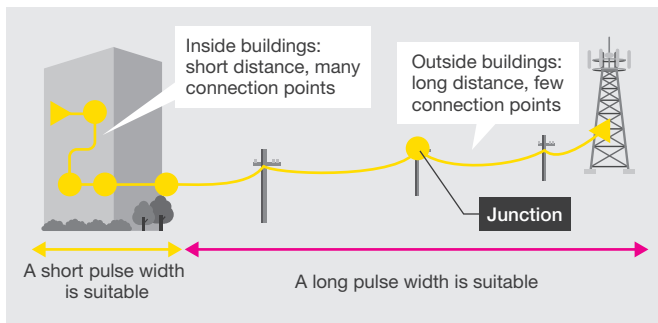 Inside buildings:
short distance, many
connection points
Outside buildings:
long distance, few
connection points
Junction
A short pulse width
is suitable
A long pulse width is suitable